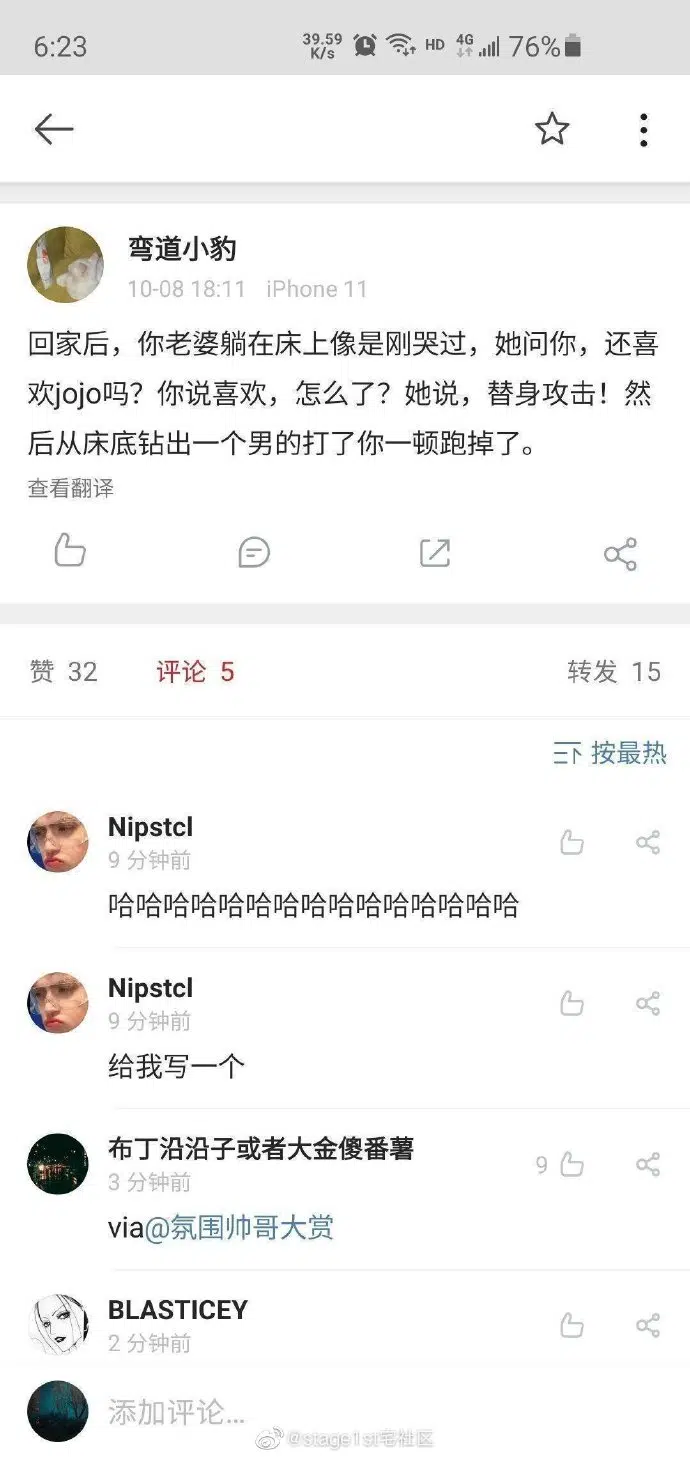 6:23
39.59 K/s HD 4G 76%
弯道小豹
10-08 18:11 iPhone 11
回家后，你老婆躺在床上像是刚哭过，她问你，还喜
欢jojo吗？你说喜欢，怎么了？她说，替身攻击！然
后从床底钻出一个男的打了你一顿跑掉了。
查看翻译
赞 32 评论 5 转发 15
按最热
Nipstcl
9 分钟前
哈哈哈哈哈哈哈哈哈哈哈哈哈哈哈
Nipstcl
9 分钟前
给我写一个
布丁沿沿子或者大金傻番薯
9
3 分钟前
via@氛围帅哥大赏
BLASTICEY
2 分钟前
添加评论...
@stage1st宅社区